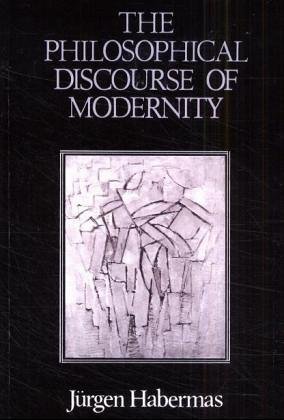 THE
PHILOSOPHICAL
DISCOURSE OF
MODERNITY
Jürgen Habermas